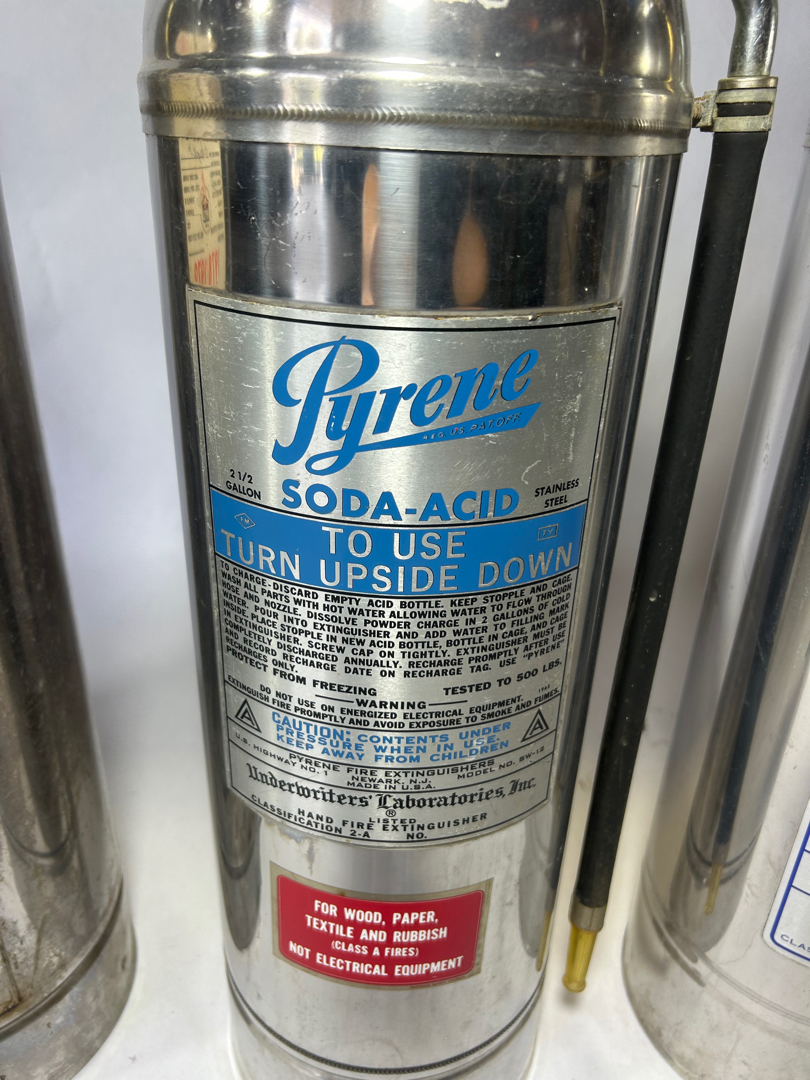 Pyrene
REG. U.S. PAT. OFF.
2 1/2
GALLON
SODA-ACID
STAINLESS
STEEL
FM
TO USE
TURN UPSIDE DOWN
TO CHARGE-DISCARD EMPTY ACID BOTTLE. KEEP STOPPLE AND CAGE.
WASH ALL PARTS WITH HOT WATER ALLOWING WATER TO FLOW THROUGH
HOSE AND NOZZLE. DISSOLVE POWDER CHARGE IN 2 GALLONS OF COLD
WATER. POUR INTO EXTINGUISHER AND ADD WATER TO FILLING MARK
INSIDE. PLACE STOPPLE IN NEW ACID BOTTLE, BOTTLE IN CAGE, AND CAGE
IN EXTINGUISHER. SCREW CAP ON TIGHTLY. EXTINGUISHER MUST BE
COMPLETELY DISCHARGED ANNUALLY. RECHARGE PROMPTLY AFTER USE
AND RECORD RECHARGE DATE ON RECHARGE TAG. USE "PYRENE"
RECHARGES ONLY.
PROTECT FROM FREEZING TESTED TO 500 LBS.
WARNING
DO NOT USE ON ENERGIZED ELECTRICAL EQUIPMENT.
EXTINGUISH FIRE PROMPTLY AND AVOID EXPOSURE TO SMOKE AND FUMES.
A
CAUTION: CONTENTS UNDER
PRESSURE WHEN IN USE.
KEEP AWAY FROM CHILDREN
A
PYRENE FIRE EXTINGUISHERS
U.S. HIGHWAY NO. 1 NEWARK, N.J. MODEL NO. SW-12
MADE IN U.S.A.
Underwriters' Laboratories, Inc.
®
LISTED
HAND FIRE EXTINGUISHER
CLASSIFICATION 2-A NO.
FOR WOOD, PAPER,
TEXTILE AND RUBBISH
(CLASS A FIRES)
NOT ELECTRICAL EQUIPMENT